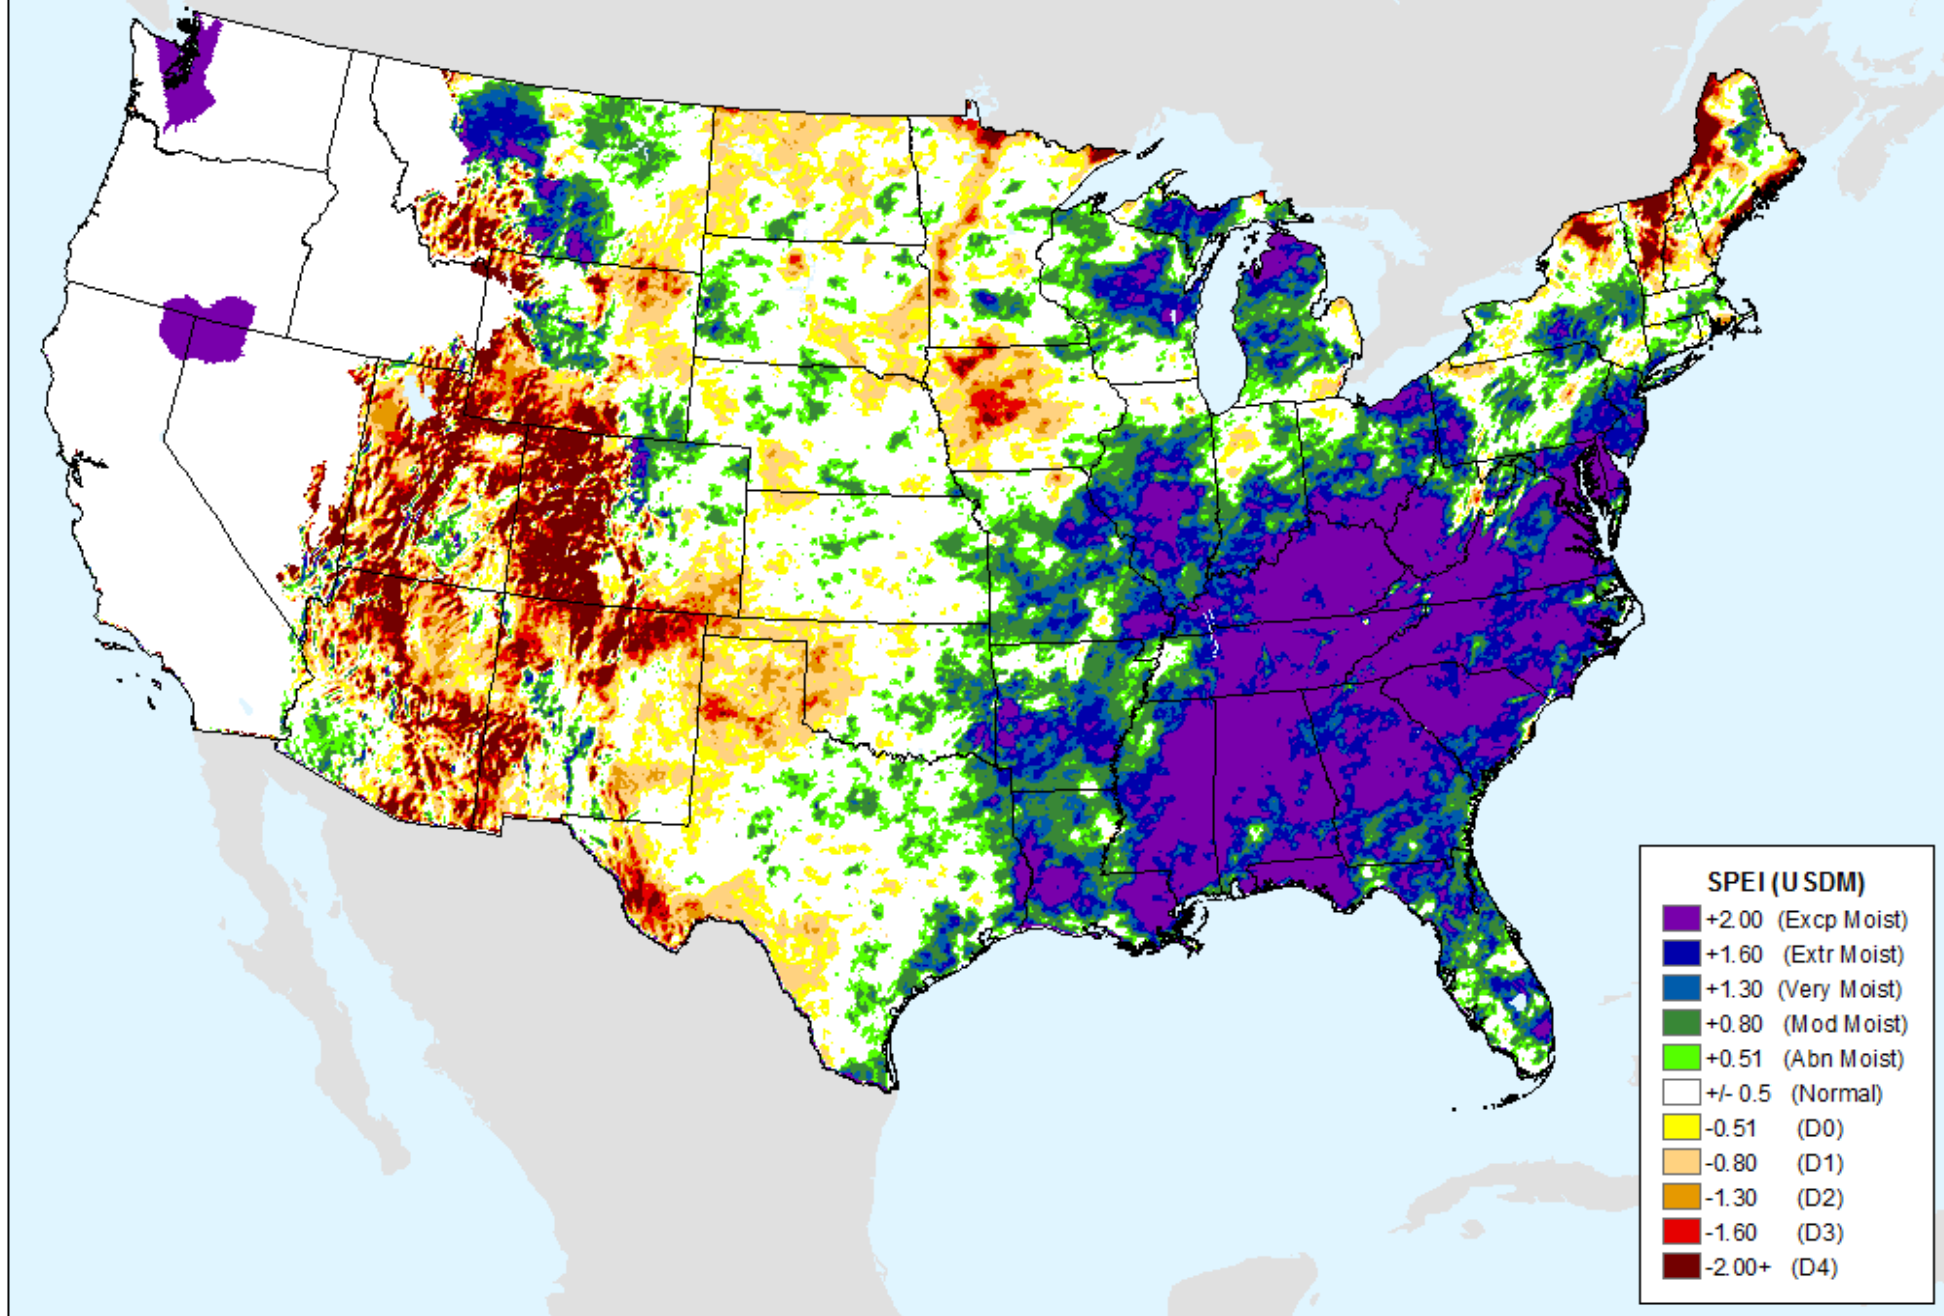 SPEI (USDM)
+2.00 (Excp Moist)
+1.60 (Extr Moist)
+1.30 (Very Moist)
+0.80 (Mod Moist)
+0.51 (Abn Moist)
+/- 0.5 (Normal)
-0.51 (D0)
-0.80 (D1)
-1.30 (D2)
-1.60 (D3)
-2.00+ (D4)